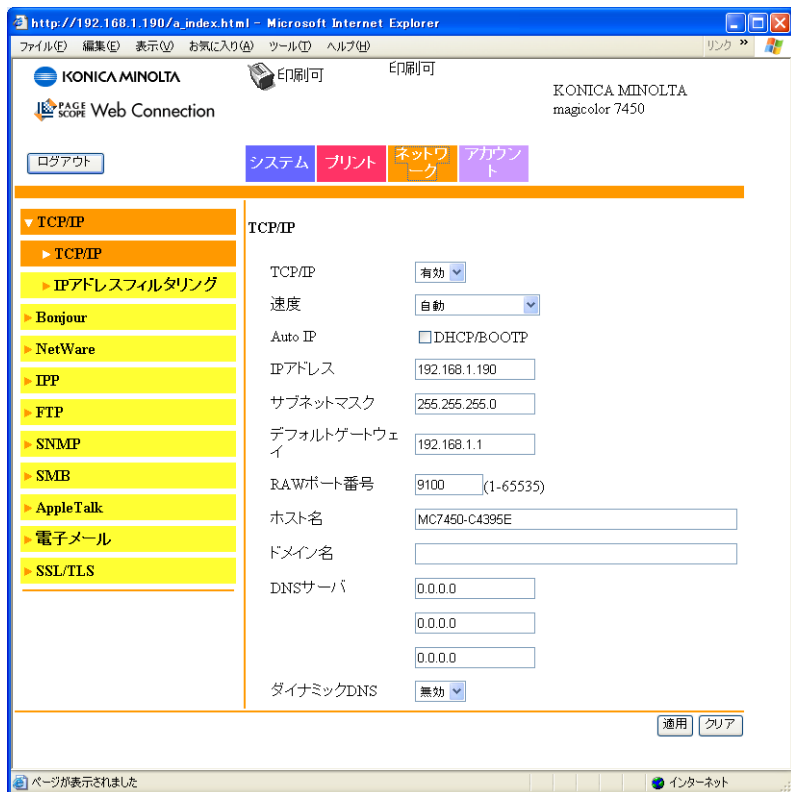 http://192.168.1.190/a_index.html - Microsoft Internet Explorer
ファイル(F) 編集(E) 表示(V) お気に入り(A) ツール(T) ヘルプ(H) リンク »
KONICA MINOLTA
印刷可
印刷可
KONICA MINOLTA
magicolor 7450
PAGE SCOPE Web Connection
ログアウト
システム
プリント
ネットワ
ーク
アカウン
ト
TCP/IP
TCP/IP
IPアドレスフィルタリング
Bonjour
NetWare
IPP
FTP
SNMP
SMB
AppleTalk
電子メール
SSL/TLS
TCP/IP
TCP/IP 有効
速度 自動
Auto IP DHCP/BOOTP
IPアドレス 192.168.1.190
サブネットマスク 255.255.255.0
デフォルトゲートウェ
イ 192.168.1.1
RAWポート番号 9100 (1-65535)
ホスト名 MC7450-C4395E
ドメイン名
DNSサーバ 0.0.0.0
0.0.0.0
0.0.0.0
ダイナミックDNS 無効
適用 クリア
ページが表示されました インターネット